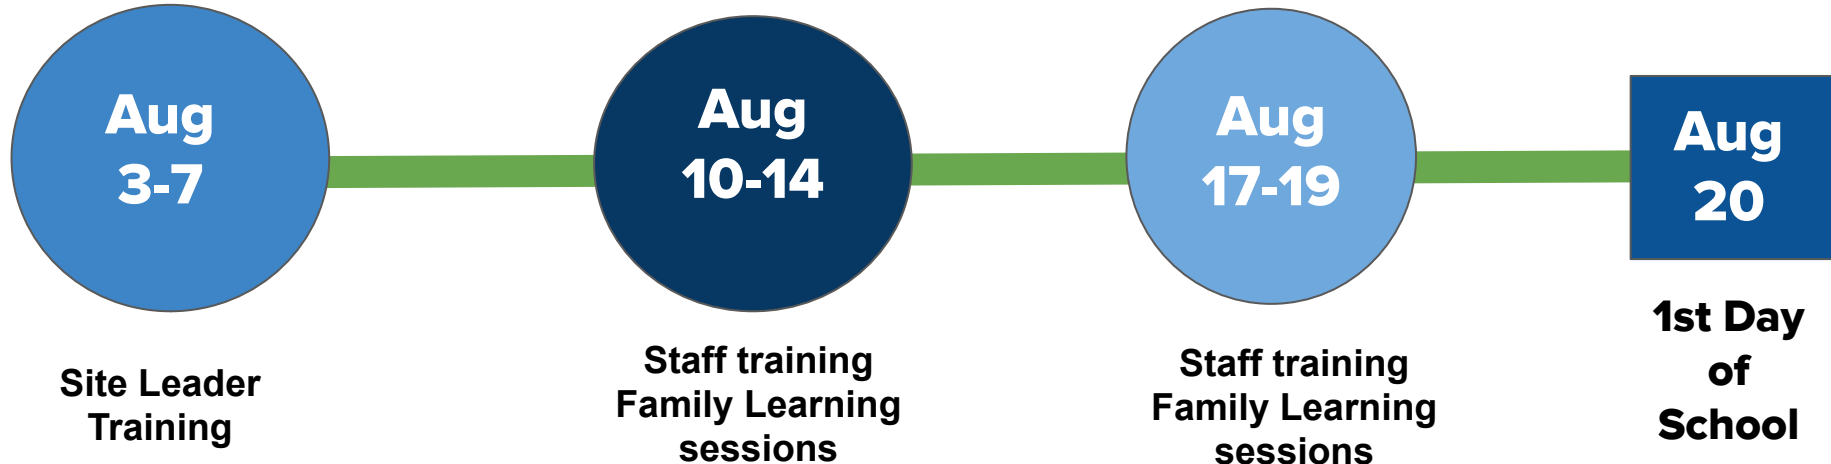 Aug
3-7
Site Leader
Training
Aug
10-14
Staff training
Family Learning
sessions
Aug
17-19
Staff training
Family Learning
sessions
Aug
20
1st Day
of
School